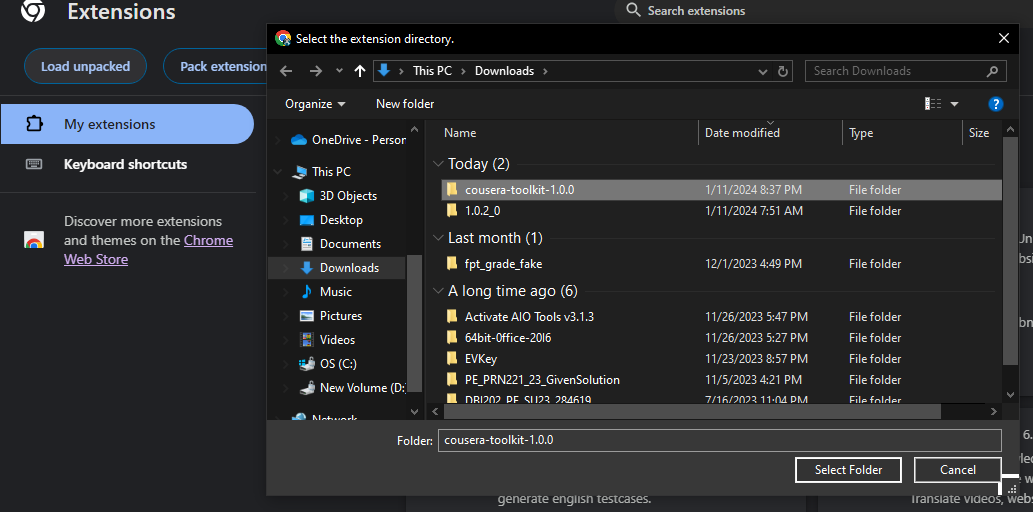 Extensions
Search extensions
Load unpacked
Pack extension
My extensions
Keyboard shortcuts
Discover more extensions
and themes on the Chrome
Web Store
Select the extension directory.
This PC
Downloads
Search Downloads
Organize
New folder
OneDrive - Person
This PC
3D Objects
Desktop
Documents
Downloads
Music
Pictures
Videos
OS (C:)
New Volume (D:
Network
Name Date modified Type Size
Today (2)
cousera-toolkit-1.0.0 1/11/2024 8:37 PM File folder
1.0.2_0 1/11/2024 7:51 AM File folder
Last month (1)
fpt_grade_fake 12/1/2023 4:49 PM File folder
A long time ago (6)
Activate AIO Tools v3.1.3 11/26/2023 5:47 PM File folder
64bit-0ffice-20l6 11/26/2023 5:27 PM File folder
EVKey 11/23/2023 8:57 PM File folder
PE_PRN221_23_GivenSolution 11/5/2023 4:21 PM File folder
DBI202_PE_SU23_284619 7/16/2023 11:04 PM File folder
Folder: cousera-toolkit-1.0.0
Select Folder
Cancel
generate english testcases.
Translate videos, webs